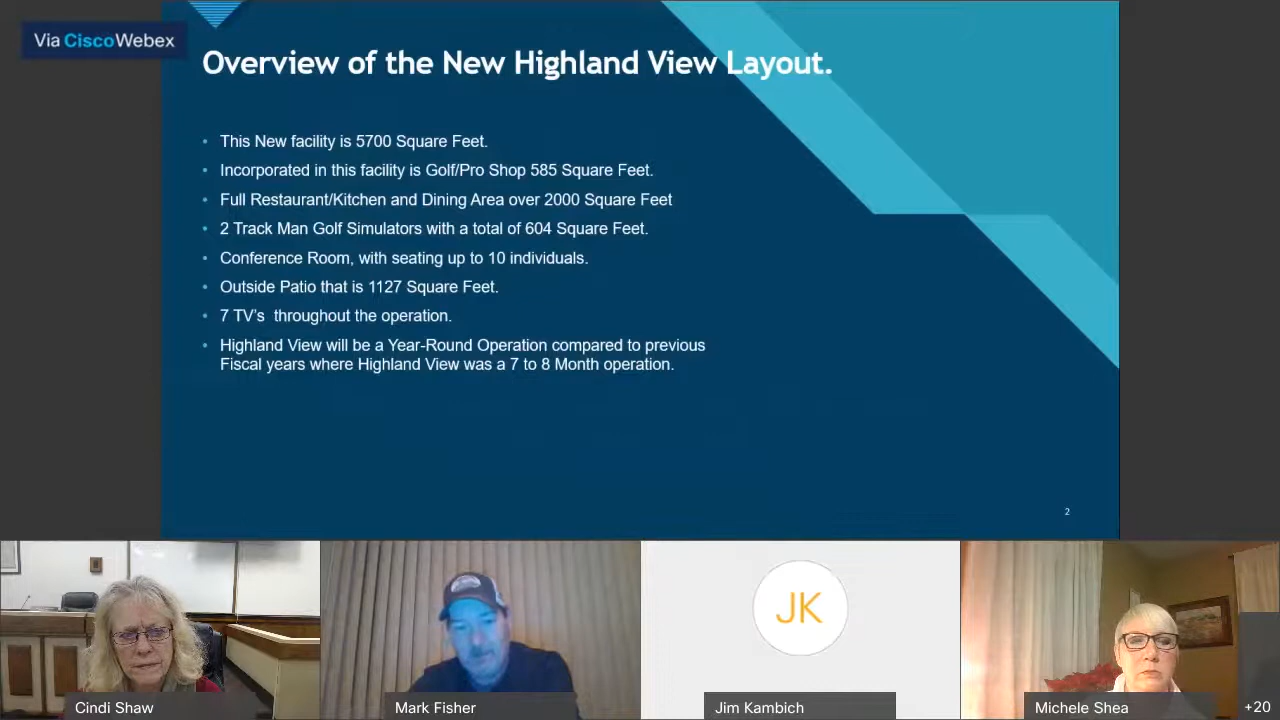 Via Cisco Webex
Overview of the New Highland View Layout.
• This New facility is 5700 Square Feet.
• Incorporated in this facility is Golf/Pro Shop 585 Square Feet.
• Full Restaurant/Kitchen and Dining Area over 2000 Square Feet
• 2 Track Man Golf Simulators with a total of 604 Square Feet.
• Conference Room, with seating up to 10 individuals.
• Outside Patio that is 1127 Square Feet.
• 7 TV's  throughout the operation.
• Highland View will be a Year-Round Operation compared to previous
Fiscal years where Highland View was a 7 to 8 Month operation.
2
JK
Cindi Shaw
Mark Fisher
Jim Kambich
Michele Shea
+20